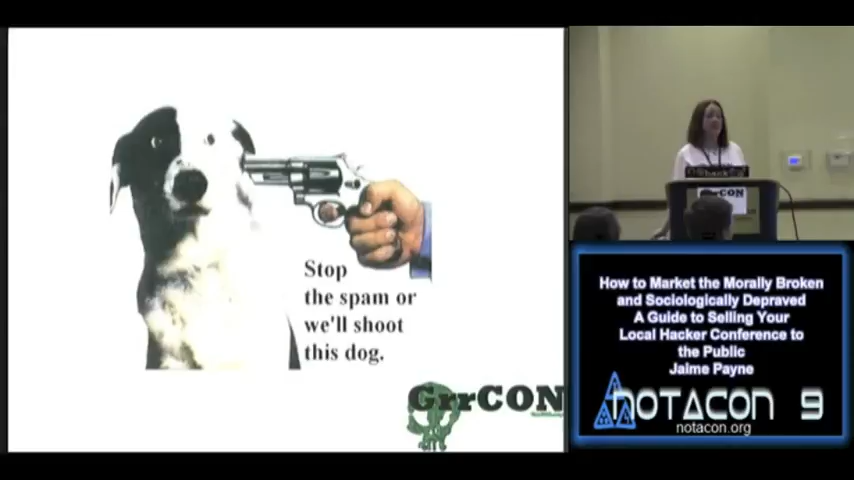 Stop
the spam or
we'll shoot
this dog.
GrrCON
GrrCON
How to Market the Morally Broken
and Sociologically Depraved
A Guide to Selling Your
Local Hacker Conference to
the Public
Jaime Payne
NOTACON 9
notacon.org